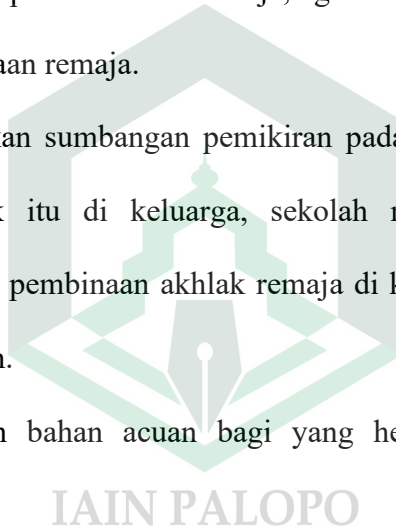 aan remaja.
kan sumbangan pemikiran pada
k itu di keluarga, sekolah
pembinaan akhlak remaja di
n.
n bahan acuan bagi yang
IAIN PALOPO